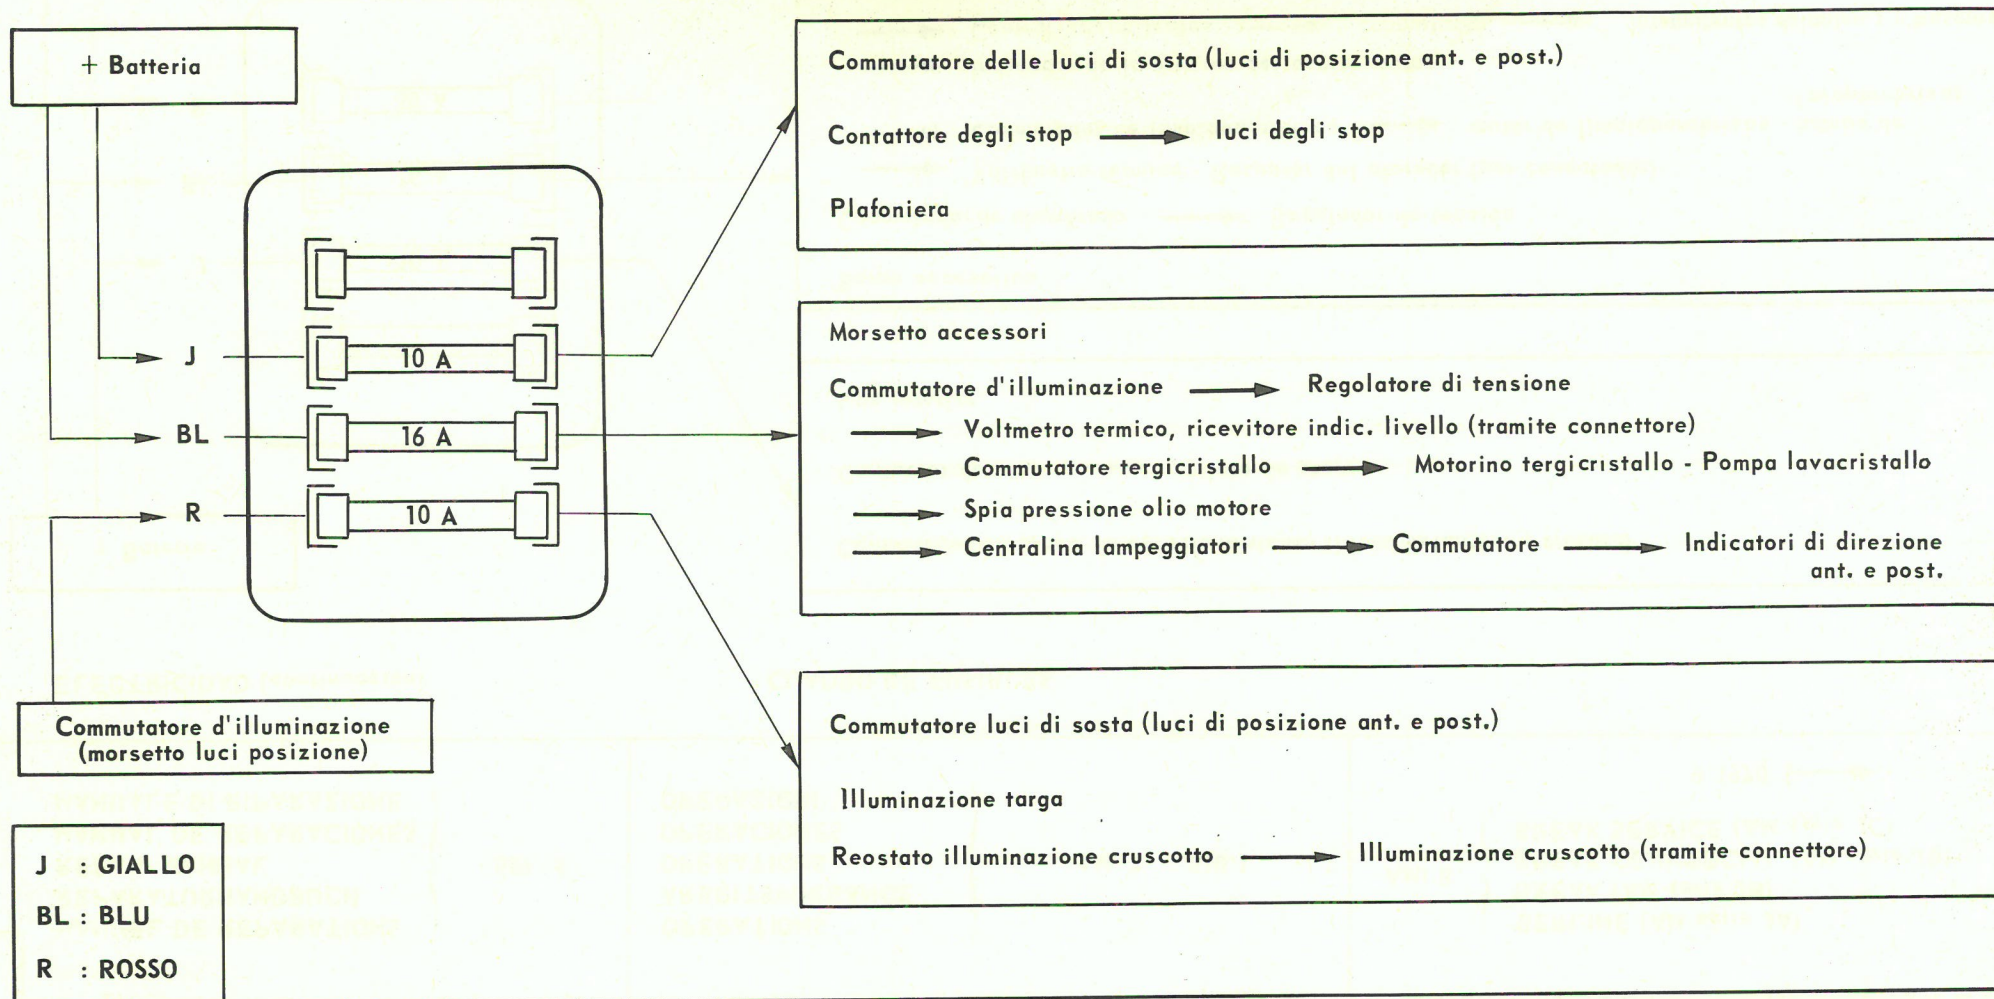 + Batteria
J
BL
R
10 A
16 A
10 A
Commutatore d'illuminazione
(morsetto luci posizione)
J : GIALLO
BL : BLU
R : ROSSO
Commutatore delle luci di sosta (luci di posizione ant. e post.)
Contattore degli stop luci degli stop
Plafoniera
Morsetto accessori
Commutatore d'illuminazione Regolatore di tensione
Voltmetro termico, ricevitore indic. livello (tramite connettore)
Commutatore tergicristallo Motorino tergicristallo - Pompa lavacristallo
Spia pressione olio motore
Centralina lampeggiatori Commutatore Indicatori di direzione
ant. e post.
Commutatore luci di sosta (luci di posizione ant. e post.)
Illuminazione targa
Reostato illuminazione cruscotto Illuminazione cruscotto (tramite connettore)